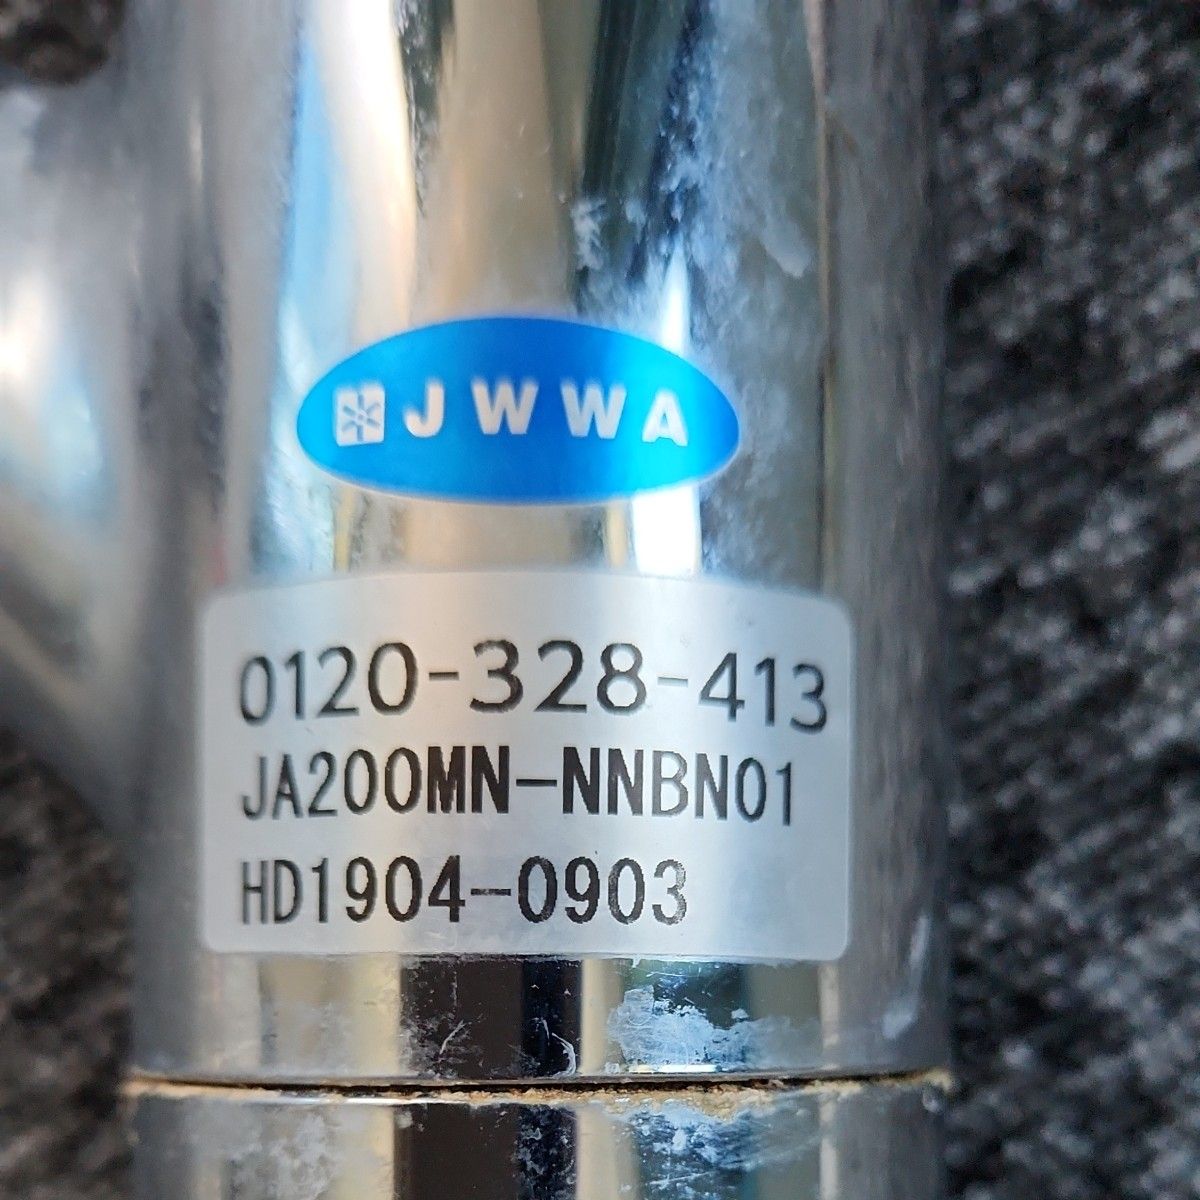 JWWA
0120-328-413
JA200MN-NNBN01
HD1904-0903